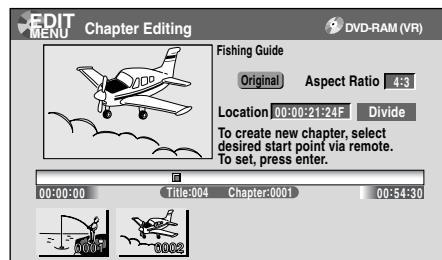 EDIT
MENU
Chapter Editing
DVD-RAM (VR)
Fishing Guide
Original
Aspect Ratio 4:3
Location 00:00:21:24F Divide
To create new chapter, select
desired start point via remote.
To set, press enter.
00:00:00 Title:004 Chapter:0001 00:54:30
0001 0002